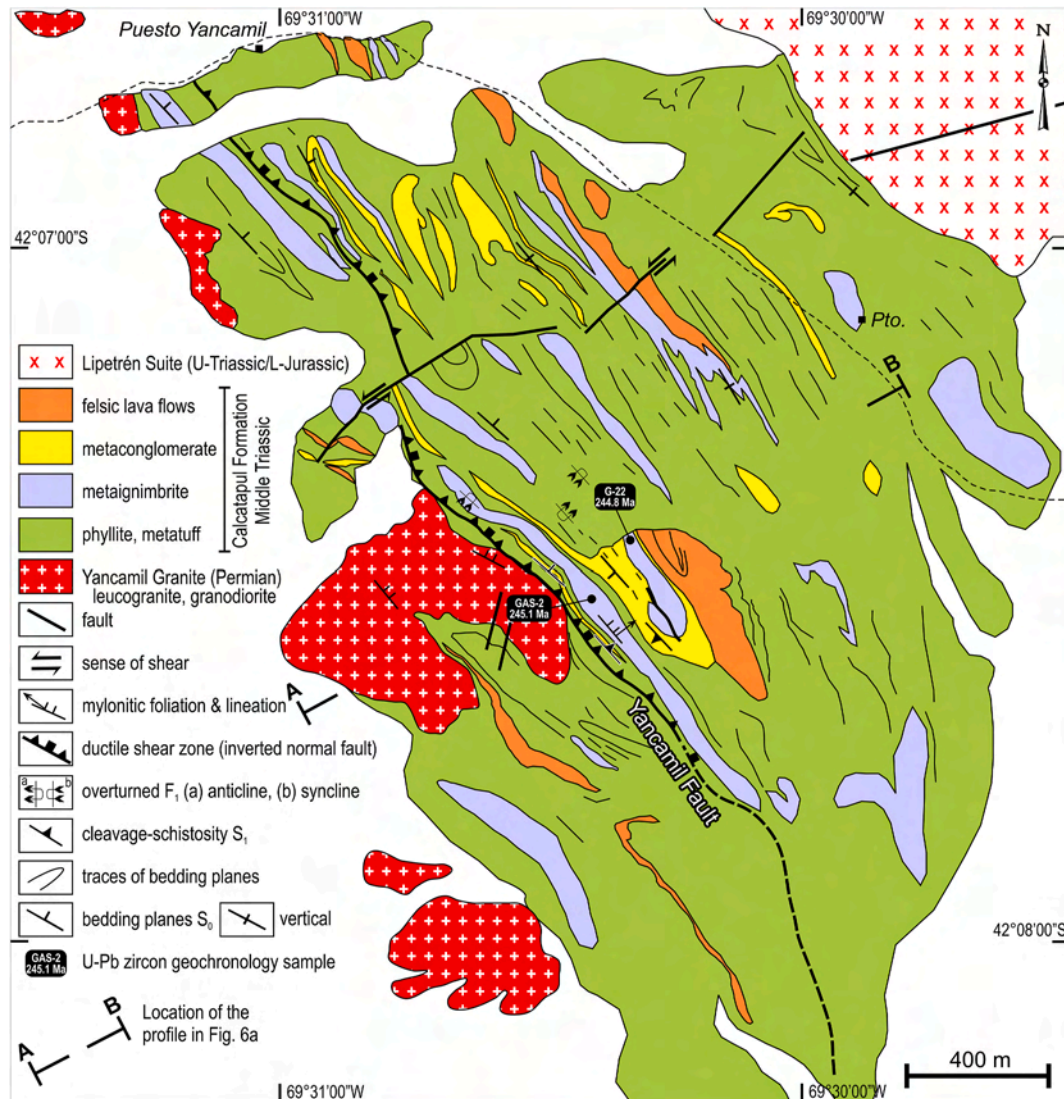 69°31'00"W
69°30'00"W
Puesto Yancamil
N
42°07'00"S
Pto.
B
Lipetrén Suite (U-Triassic/L-Jurassic)
felsic lava flows
metaconglomerate
metaignimbrite
phyllite, metatuff
Calcatapul Formation
Middle Triassic
Yancamil Granite (Permian)
leucogranite, granodiorite
fault
sense of shear
mylonitic foliation & lineation
ductile shear zone (inverted normal fault)
a b
overturned F₁ (a) anticline, (b) syncline
cleavage-schistosity S₁
traces of bedding planes
bedding planes S₀
vertical
GAS-2
245.1 Ma
U-Pb zircon geochronology sample
A
B
Location of the
profile in Fig. 6a
G-22
244.8 Ma
GAS-2
245.1 Ma
A
Yancamil Fault
42°08'00"S
400 m
69°31'00"W
69°30'00"W